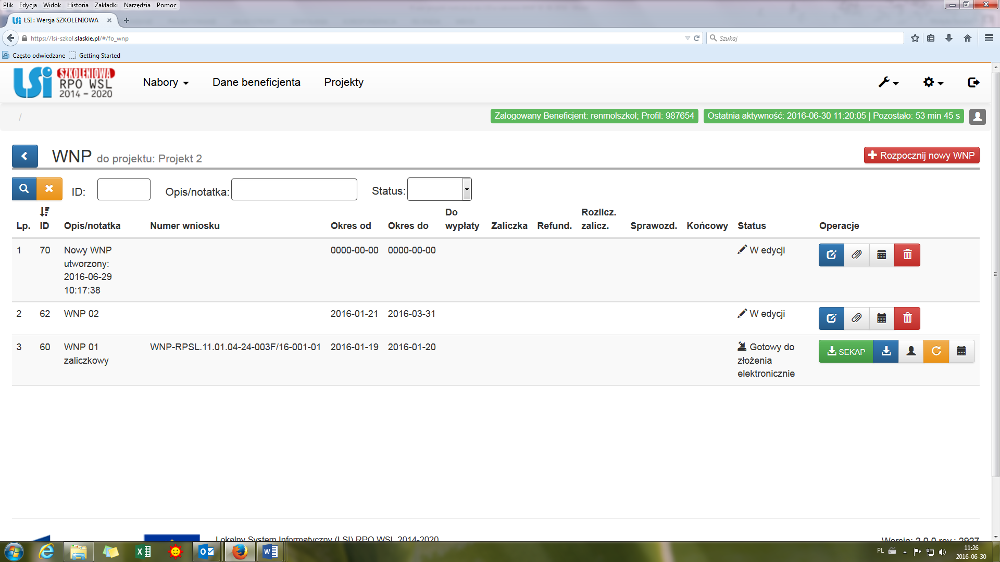 Plik Edycja Widok Historia Zakładki Narzędzia Pomoc
LSI : Wersja SZKOLENIOWA
https://lsi-szkol.slaskie.pl/#/fo_wnp
Szukaj
Często odwiedzane Getting Started
LSI SZKOLENIOWA
RPO WSL
2014 – 2020
Nabory Dane beneficjenta Projekty
/
Zalogowany Beneficjent: renmolszkol; Profil: 987654 Ostatnia aktywność: 2016-06-30 11:20:05 | Pozostało: 53 min 45 s
WNP do projektu: Projekt 2
Rozpocznij nowy WNP
ID: Opis/notatka: Status:
Lp. ID Opis/notatka Numer wniosku Okres od Okres do Do wypłaty Zaliczka Refund. Rozlicz. zalicz. Sprawozd. Końcowy Status Operacje
1 70 Nowy WNP 0000-00-00 0000-00-00 W edycji
utworzony:
2016-06-29
10:17:38
2 62 WNP 02 2016-01-21 2016-03-31 W edycji
3 60 WNP 01 WNP-RPSL.11.01.04-24-003F/16-001-01 2016-01-19 2016-01-20 Gotowy do SEKAP
zaliczkowy złożenia
elektronicznie
Lokalny System Informatyczny (LSI) RPO WSL 2014-2020
Wersja: 2.0.0 rev.: 2927
PL 11:26
2016-06-30